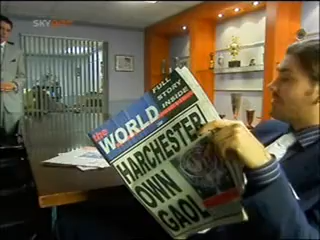 SKY
the WORLD
FULL
STORY
INSIDE
HARCHESTER
OWN
GAOL